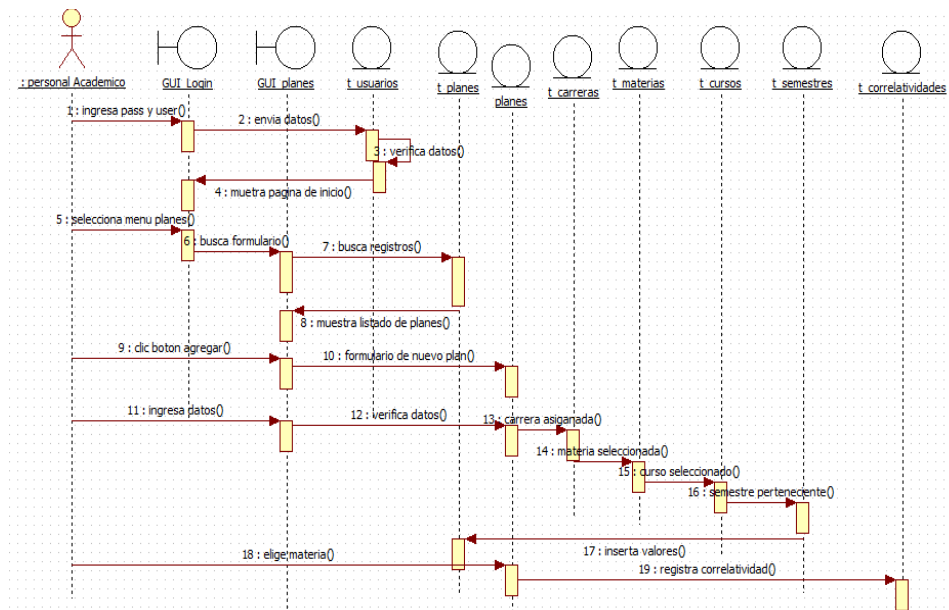 : personal Academico
GUI_Login
GUI_planes
t_usuarios
t_planes
planes
t_carreras
t_materias
t_cursos
t_semestres
t_correlatividades
1 : ingresa pass y user()
2 : envia datos()
3 : verifica datos()
4 : muetra pagina de inicio()
5 : selecciona menu planes()
6 : busca formulario()
7 : busca registros()
8 : muestra listado de planes()
9 : clic boton agregar()
10 : formulario de nuevo plan()
11 : ingresa datos()
12 : verifica datos()
13 : carrera asiganada()
14 : materia seleccionada()
15 : curso seleccionado()
16 : semestre perteneciente()
17 : inserta valores()
18 : elige materia()
19 : registra correlatividad()